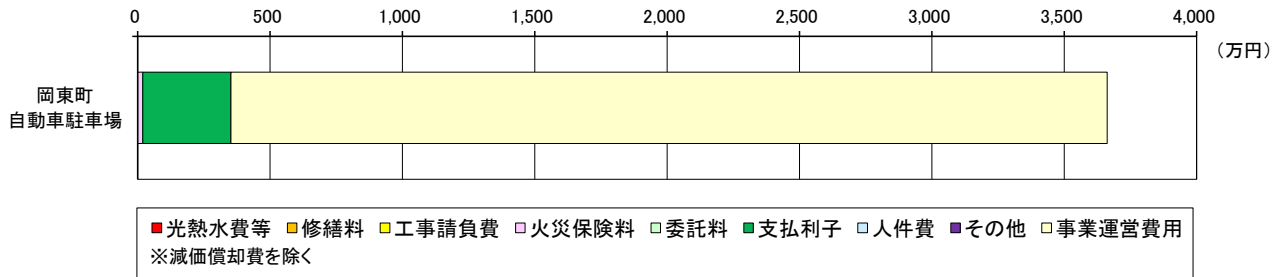 0 500 1,000 1,500 2,000 2,500 3,000 3,500 4,000
（万円）
岡東町
自動車駐車場
光熱水費等 修繕料 工事請負費 火災保険料 委託料 支払利子 人件費 その他 事業運営費用
※減価償却費を除く